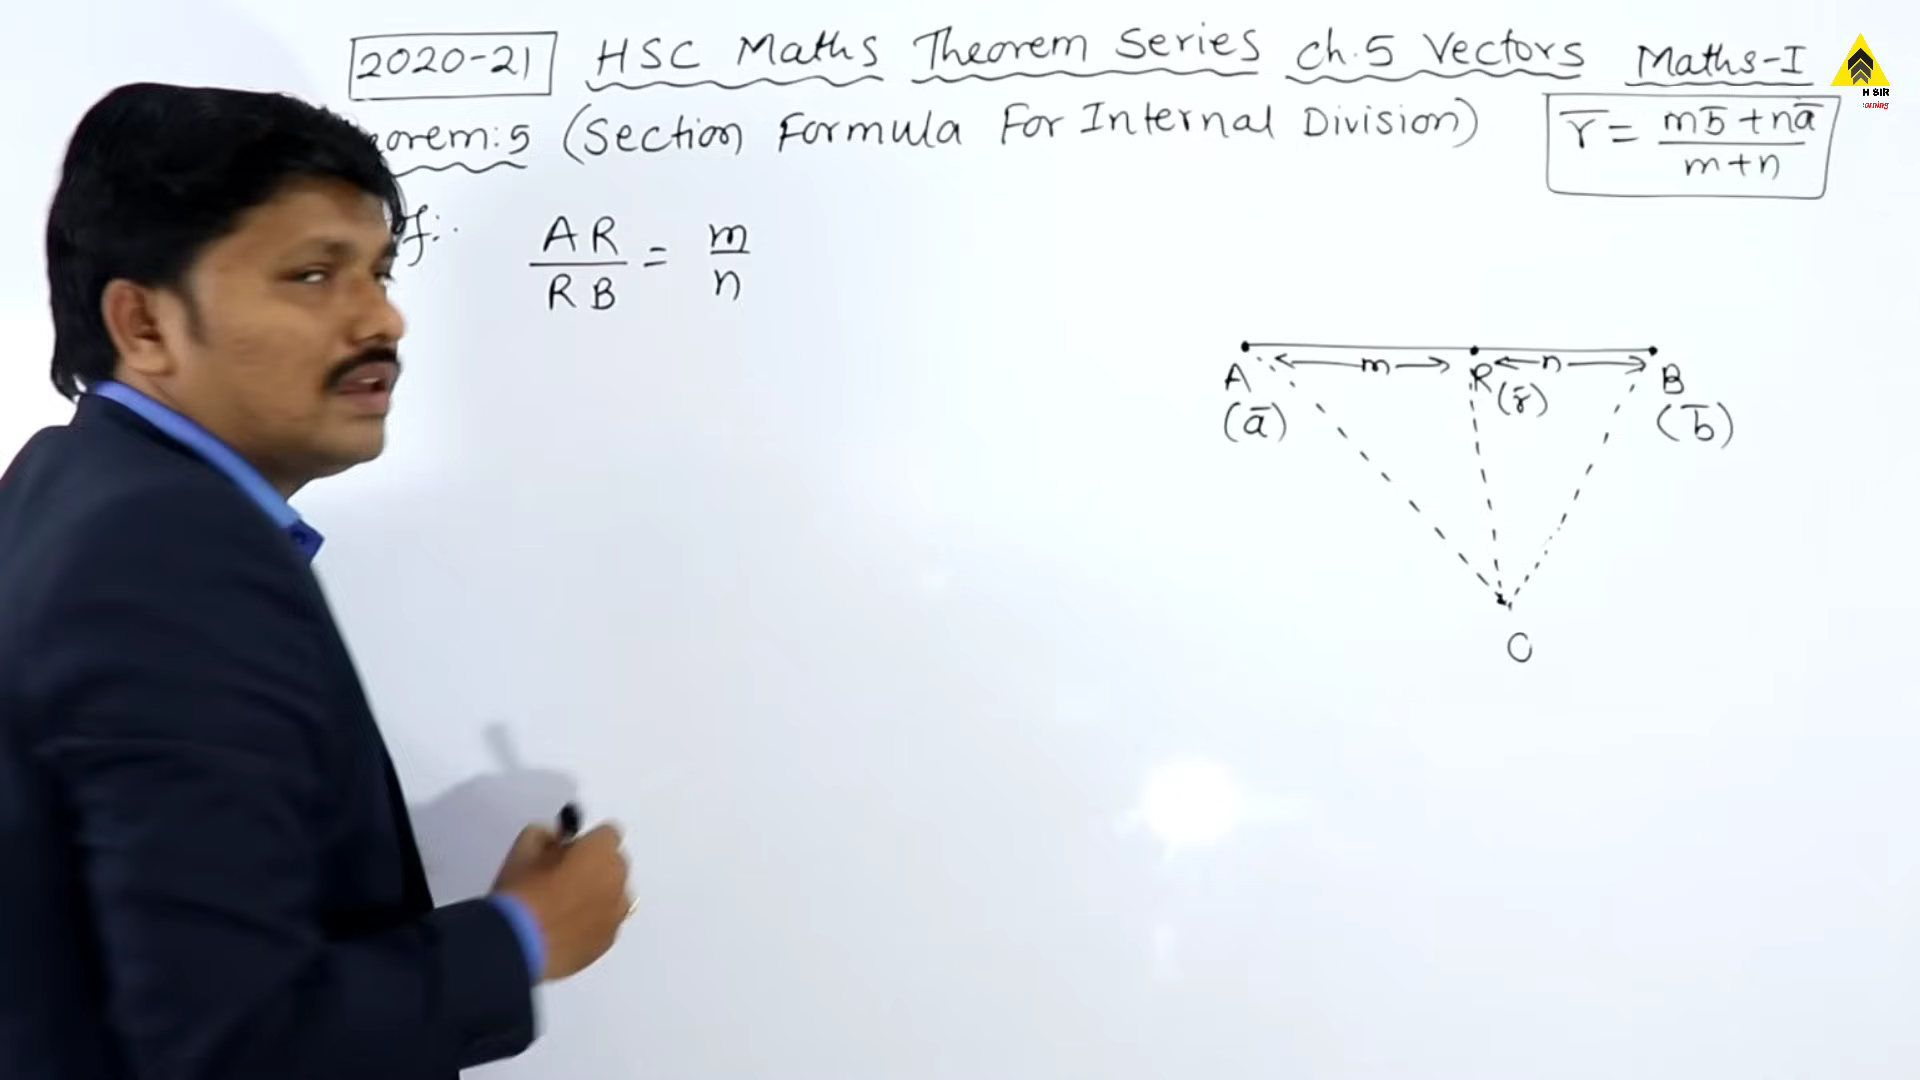 2020-21 HSC Maths Theorem Series Ch.5 Vectors Maths-I
H SIR
orning
orem:5 (Section Formula For Internal Division) r̄ = mb̄ + nā / m+n
f:
AR / RB = m / n
m n
A R B
(ā) (r̄) (b̄)
O